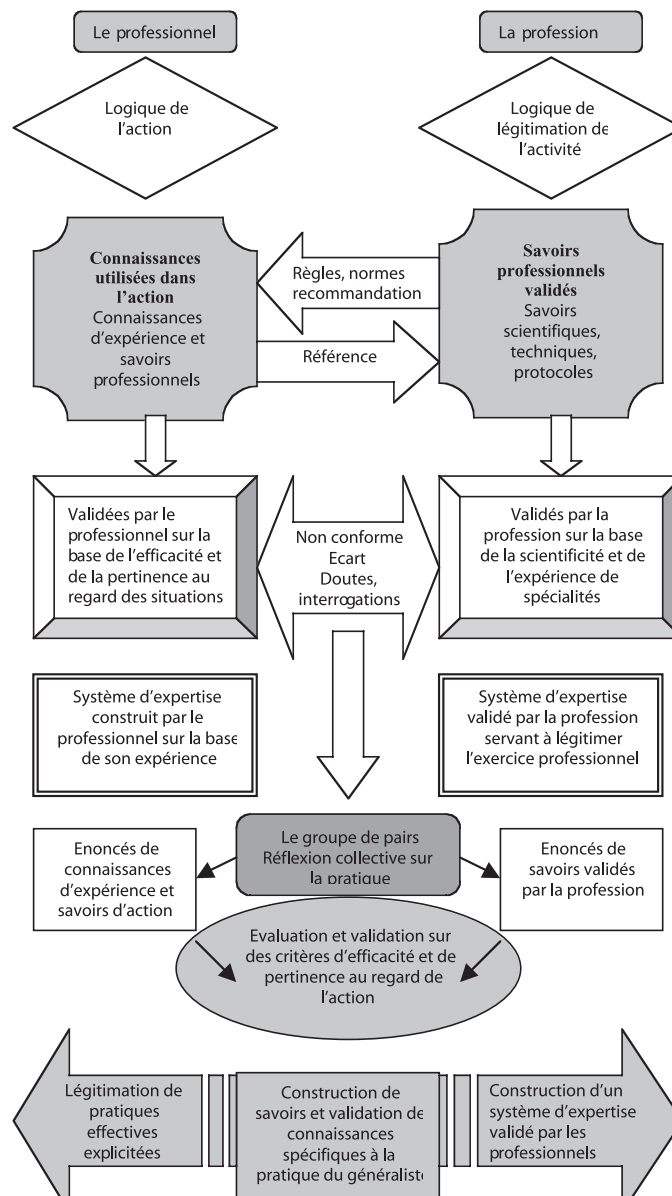 Le professionnel
La profession
Logique de
l'action
Logique de
légitimation de
l'activité
Connaissances
utilisées dans
l'action
Connaissances
d'expérience et
savoirs
professionnels
Règles, normes
recommandation
Référence
Savoirs
professionnels
validés
Savoirs
scientifiques,
techniques,
protocoles
Validées par le
professionnel sur la
base de l'efficacité et
de la pertinence au
regard des situations
Non conforme
Ecart
Doutes,
interrogations
Validés par la
profession sur la base
de la scientificité et de
l'expérience de
spécialités
Système d'expertise
construit par le
professionnel sur la base
de son expérience
Système d'expertise
validé par la profession
servant à légitimer
l'exercice professionnel
Enoncés de
connaissances
d'expérience et
savoirs d'action
Le groupe de pairs
Réflexion collective sur
la pratique
Enoncés de
savoirs validés
par la profession
Evaluation et validation sur
des critères d'efficacité et de
pertinence au regard de
l'action
Légitimation de
pratiques
effectives
explicitées
Construction de
savoirs et validation de
connaissances
spécifiques à la
pratique du généraliste
Construction d'un
système d'expertise
validé par les
professionnels